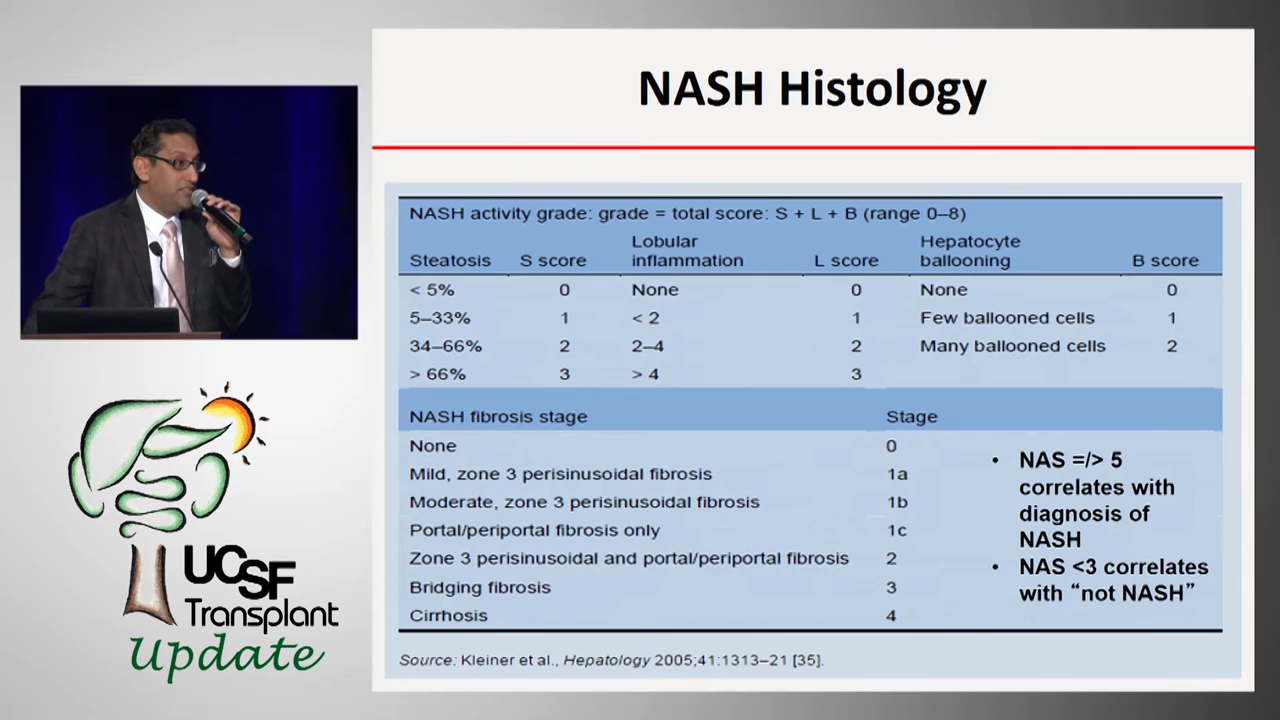 NASH Histology
NASH activity grade: grade = total score: S + L + B (range 0–8)
Steatosis S score Lobular inflammation L score Hepatocyte ballooning B score
< 5% 0 None 0 None 0
5–33% 1 < 2 1 Few ballooned cells 1
34–66% 2 2–4 2 Many ballooned cells 2
> 66% 3 > 4 3
NASH fibrosis stage Stage
None 0
Mild, zone 3 perisinusoidal fibrosis 1a
Moderate, zone 3 perisinusoidal fibrosis 1b
Portal/periportal fibrosis only 1c
Zone 3 perisinusoidal and portal/periportal fibrosis 2
Bridging fibrosis 3
Cirrhosis 4
• NAS =/> 5
correlates with
diagnosis of
NASH
• NAS <3 correlates
with “not NASH”
Source: Kleiner et al., Hepatology 2005;41:1313–21 [35].
UCSF
Transplant
Update